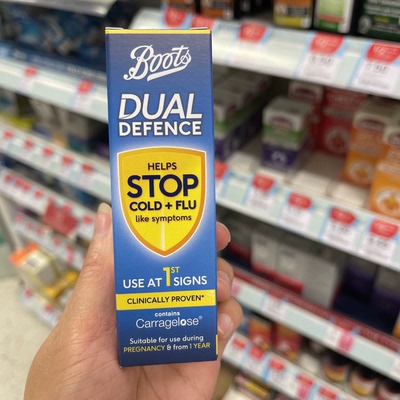 Boots
DUAL
DEFENCE
HELPS
STOP
COLD + FLU
like symptoms
USE AT 1ST SIGNS
CLINICALLY PROVEN*
contains
Carragelose®
Suitable for use during
PREGNANCY & from 1 YEAR